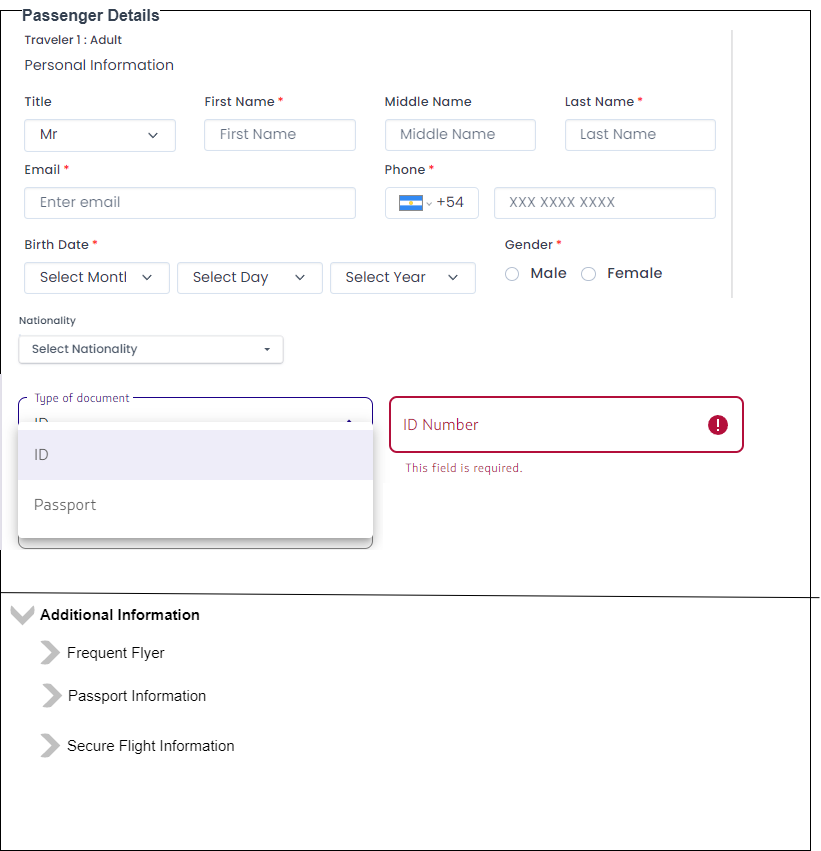 Passenger Details
Traveler 1 : Adult
Personal Information
Title First Name * Middle Name Last Name *
Mr First Name Middle Name Last Name
Email * Phone *
Enter email +54 XXX XXXX XXXX
Birth Date * Gender *
Select Montl Select Day Select Year Male Female
Nationality
Select Nationality
Type of document
ID ID Number
ID
This field is required.
Passport
Additional Information
Frequent Flyer
Passport Information
Secure Flight Information